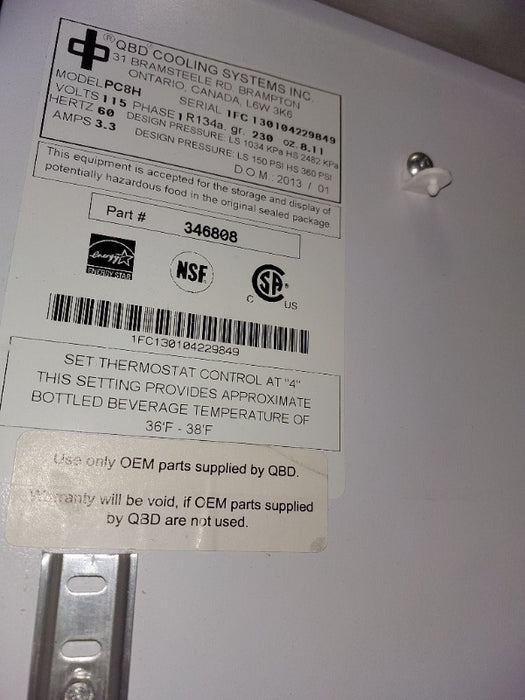 ® QBD COOLING SYSTEMS INC.
31 BRAMSTEELE RD. BRAMPTON
ONTARIO, CANADA, L6W 3K6
MODEL PC8H SERIAL 1FC130104229849
VOLTS 115 PHASE 1 R134a. gr. 230 oz. 8.11
HERTZ 60 DESIGN PRESSURE: LS 1034 KPa HS 2482 KPa
AMPS 3.3 DESIGN PRESSURE: LS 150 PSI HS 360 PSI
D O M.: 2013 / 01
This equipment is accepted for the storage and display of
potentially hazardous food in the original sealed package.
Part # 346808
energy
ENERGY STAR
NSF
SA®
C US
1FC130104229849
SET THERMOSTAT CONTROL AT "4"
THIS SETTING PROVIDES APPROXIMATE
BOTTLED BEVERAGE TEMPERATURE OF
36'F - 38'F
Use only OEM parts supplied by QBD.
Warranty will be void, if OEM parts supplied
by QBD are not used.